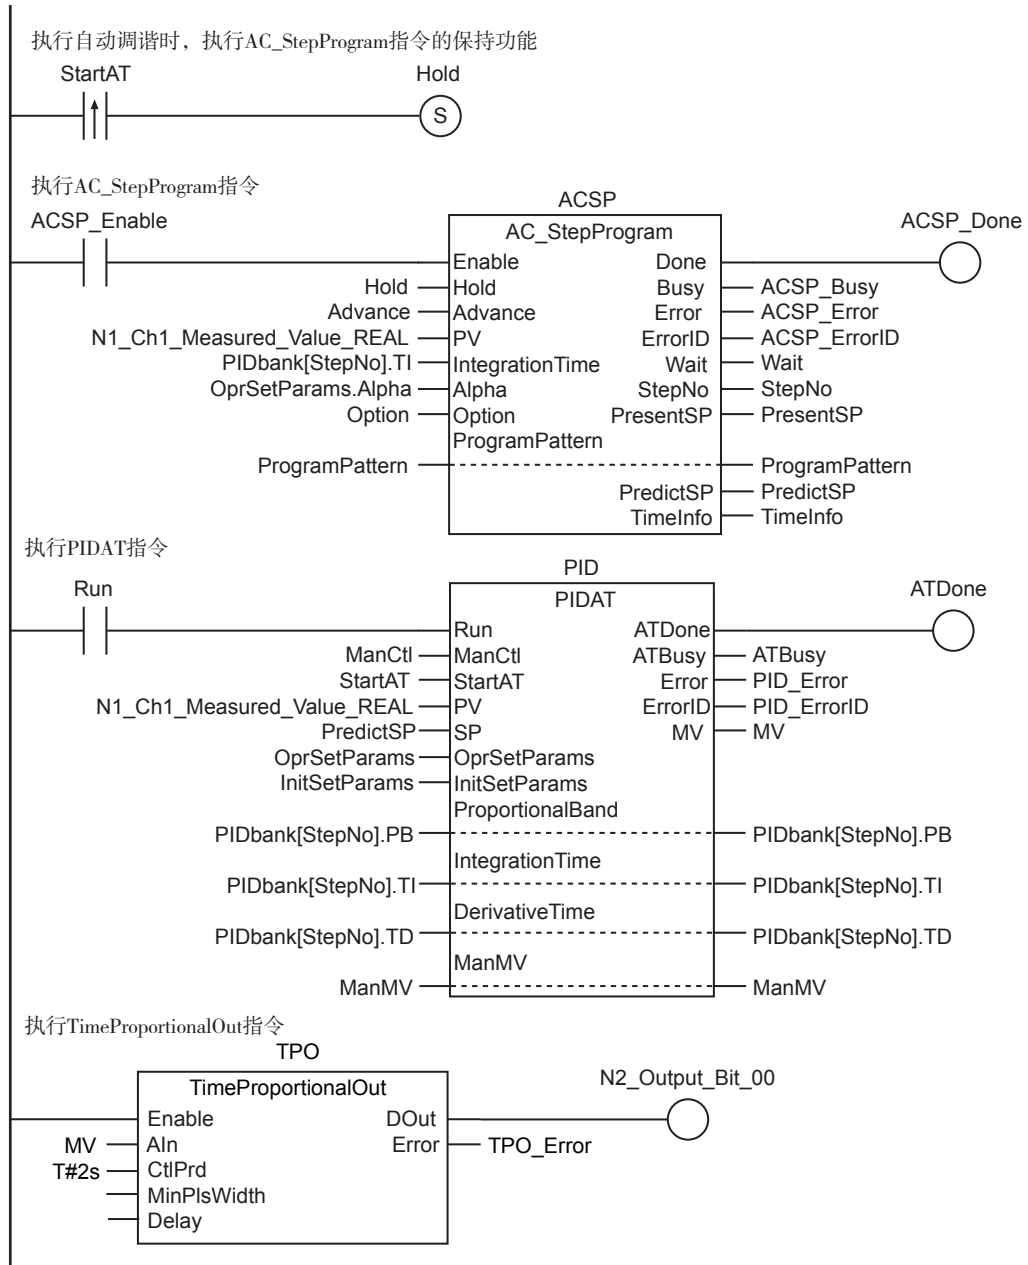 执行自动调谐时，执行AC_StepProgram指令的保持功能
StartAT Hold
S
执行AC_StepProgram指令
ACSP
ACSP_Enable AC_StepProgram ACSP_Done
Enable Done
Hold Hold Busy ACSP_Busy
Advance Advance Error ACSP_Error
N1_Ch1_Measured_Value_REAL PV ErrorID ACSP_ErrorID
PIDbank[StepNo].TI IntegrationTime Wait Wait
OprSetParams.Alpha Alpha StepNo StepNo
Option Option PresentSP PresentSP
ProgramPattern
ProgramPattern ProgramPattern
PredictSP PredictSP
TimeInfo TimeInfo
执行PIDAT指令
PID
Run PIDAT ATDone
Run ATDone
ManCtl ManCtl ATBusy ATBusy
StartAT StartAT Error PID_Error
N1_Ch1_Measured_Value_REAL PV ErrorID PID_ErrorID
PredictSP SP MV MV
OprSetParams OprSetParams
InitSetParams InitSetParams
ProportionalBand
PIDbank[StepNo].PB PIDbank[StepNo].PB
IntegrationTime
PIDbank[StepNo].TI PIDbank[StepNo].TI
DerivativeTime
PIDbank[StepNo].TD PIDbank[StepNo].TD
ManMV
ManMV ManMV
执行TimeProportionalOut指令
TPO
TimeProportionalOut N2_Output_Bit_00
Enable DOut
MV AIn Error TPO_Error
T#2s CtlPrd
MinPlsWidth
Delay